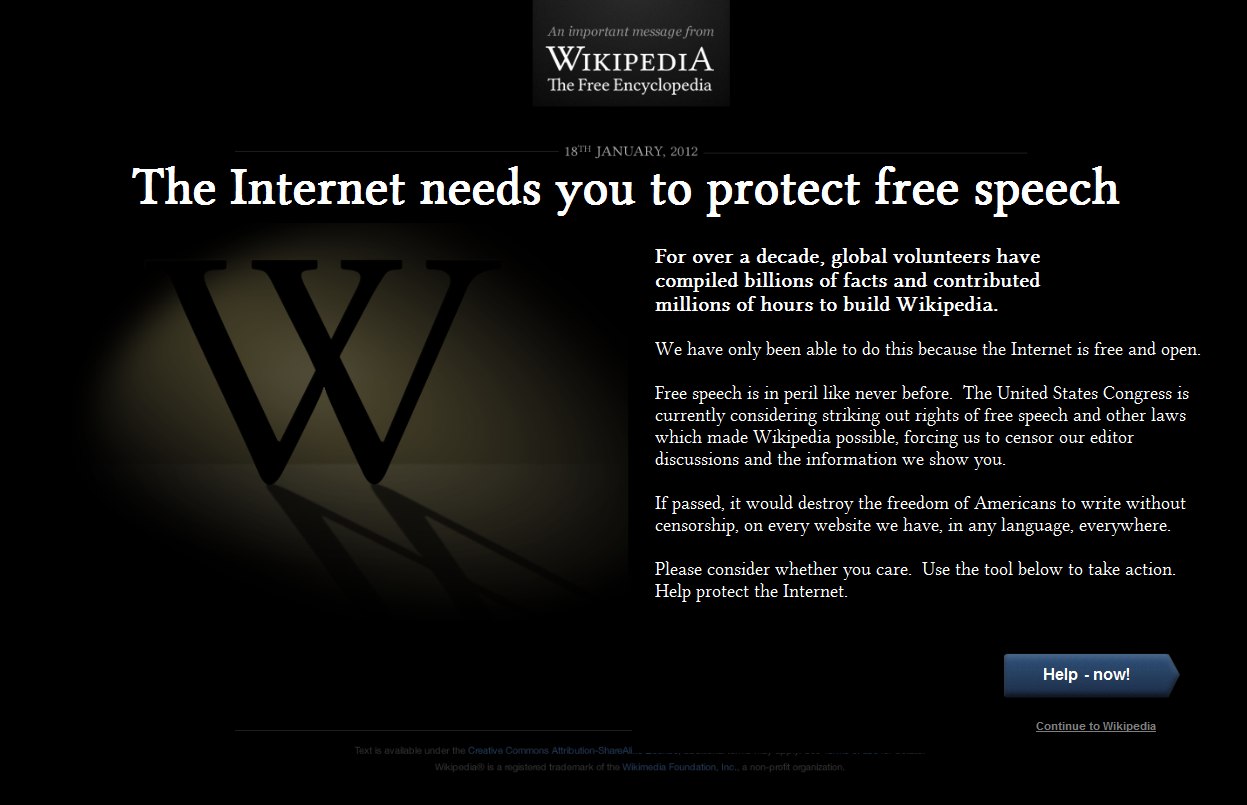 An important message from
WIKIPEDIA
The Free Encyclopedia
18TH JANUARY, 2012
The Internet needs you to protect free speech
For over a decade, global volunteers have
compiled billions of facts and contributed
millions of hours to build Wikipedia.
We have only been able to do this because the Internet is free and open.
Free speech is in peril like never before. The United States Congress is
currently considering striking out rights of free speech and other laws
which made Wikipedia possible, forcing us to censor our editor
discussions and the information we show you.
If passed, it would destroy the freedom of Americans to write without
censorship, on every website we have, in any language, everywhere.
Please consider whether you care. Use the tool below to take action.
Help protect the Internet.
Help - now!
Continue to Wikipedia
Text is available under the Creative Commons Attribution-ShareAli
Wikipedia® is a registered trademark of the Wikimedia Foundation, Inc., a non-profit organization.